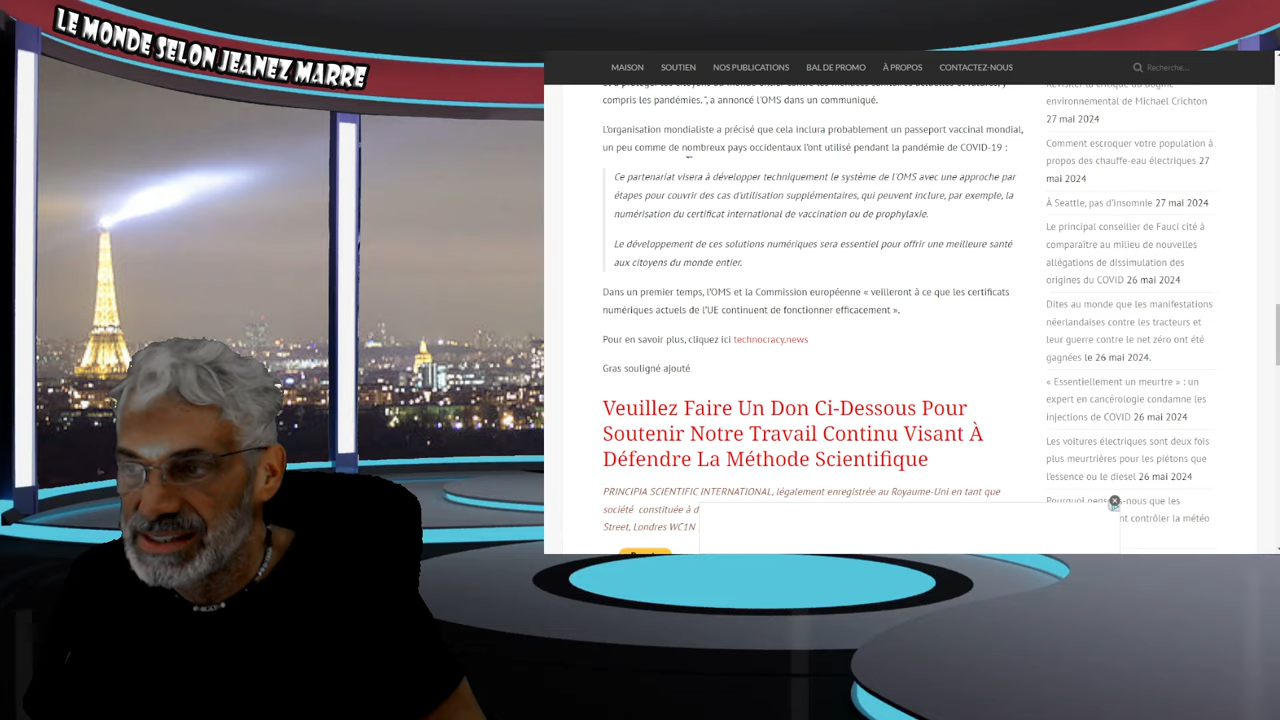 LE MONDE SELON JEANEZ MARRE
MAISON SOUTIEN NOS PUBLICATIONS BAL DE PROMO À PROPOS CONTACTEZ-NOUS Recherche...
compris les pandémies. ", a annoncé l'OMS dans un communiqué.
L'organisation mondialiste a précisé que cela inclura probablement un passeport vaccinal mondial,
un peu comme de nombreux pays occidentaux l'ont utilisé pendant la pandémie de COVID-19 :
Ce partenariat visera à développer techniquement le système de l'OMS avec une approche par
étapes pour couvrir des cas d'utilisation supplémentaires, qui peuvent inclure, par exemple, la
numérisation du certificat international de vaccination ou de prophylaxie.
Le développement de ces solutions numériques sera essentiel pour offrir une meilleure santé
aux citoyens du monde entier.
Dans un premier temps, l'OMS et la Commission européenne « veilleront à ce que les certificats
numériques actuels de l'UE continuent de fonctionner efficacement ».
Pour en savoir plus, cliquez ici technocracy.news
Gras souligné ajouté
Veuillez Faire Un Don Ci-Dessous Pour
Soutenir Notre Travail Continu Visant À
Défendre La Méthode Scientifique
PRINCIPIA SCIENTIFIC INTERNATIONAL, légalement enregistrée au Royaume-Uni en tant que
société constituée à d
Street, Londres WC1N
environnemental de Michael Crichton
27 mai 2024
Comment escroquer votre population à
propos des chauffe-eau électriques 27
mai 2024
À Seattle, pas d'insomnie 27 mai 2024
Le principal conseiller de Fauci cité à
comparaître au milieu de nouvelles
allégations de dissimulation des
origines du COVID 26 mai 2024
Dites au monde que les manifestations
néerlandaises contre les tracteurs et
leur guerre contre le net zéro ont été
gagnées le 26 mai 2024.
« Essentiellement un meurtre » : un
expert en cancérologie condamne les
injections de COVID 26 mai 2024
Les voitures électriques sont deux fois
plus meurtrières pour les piétons que
l'essence ou le diesel 26 mai 2024
Pourquoi pensons-nous que les
nt contrôler la météo